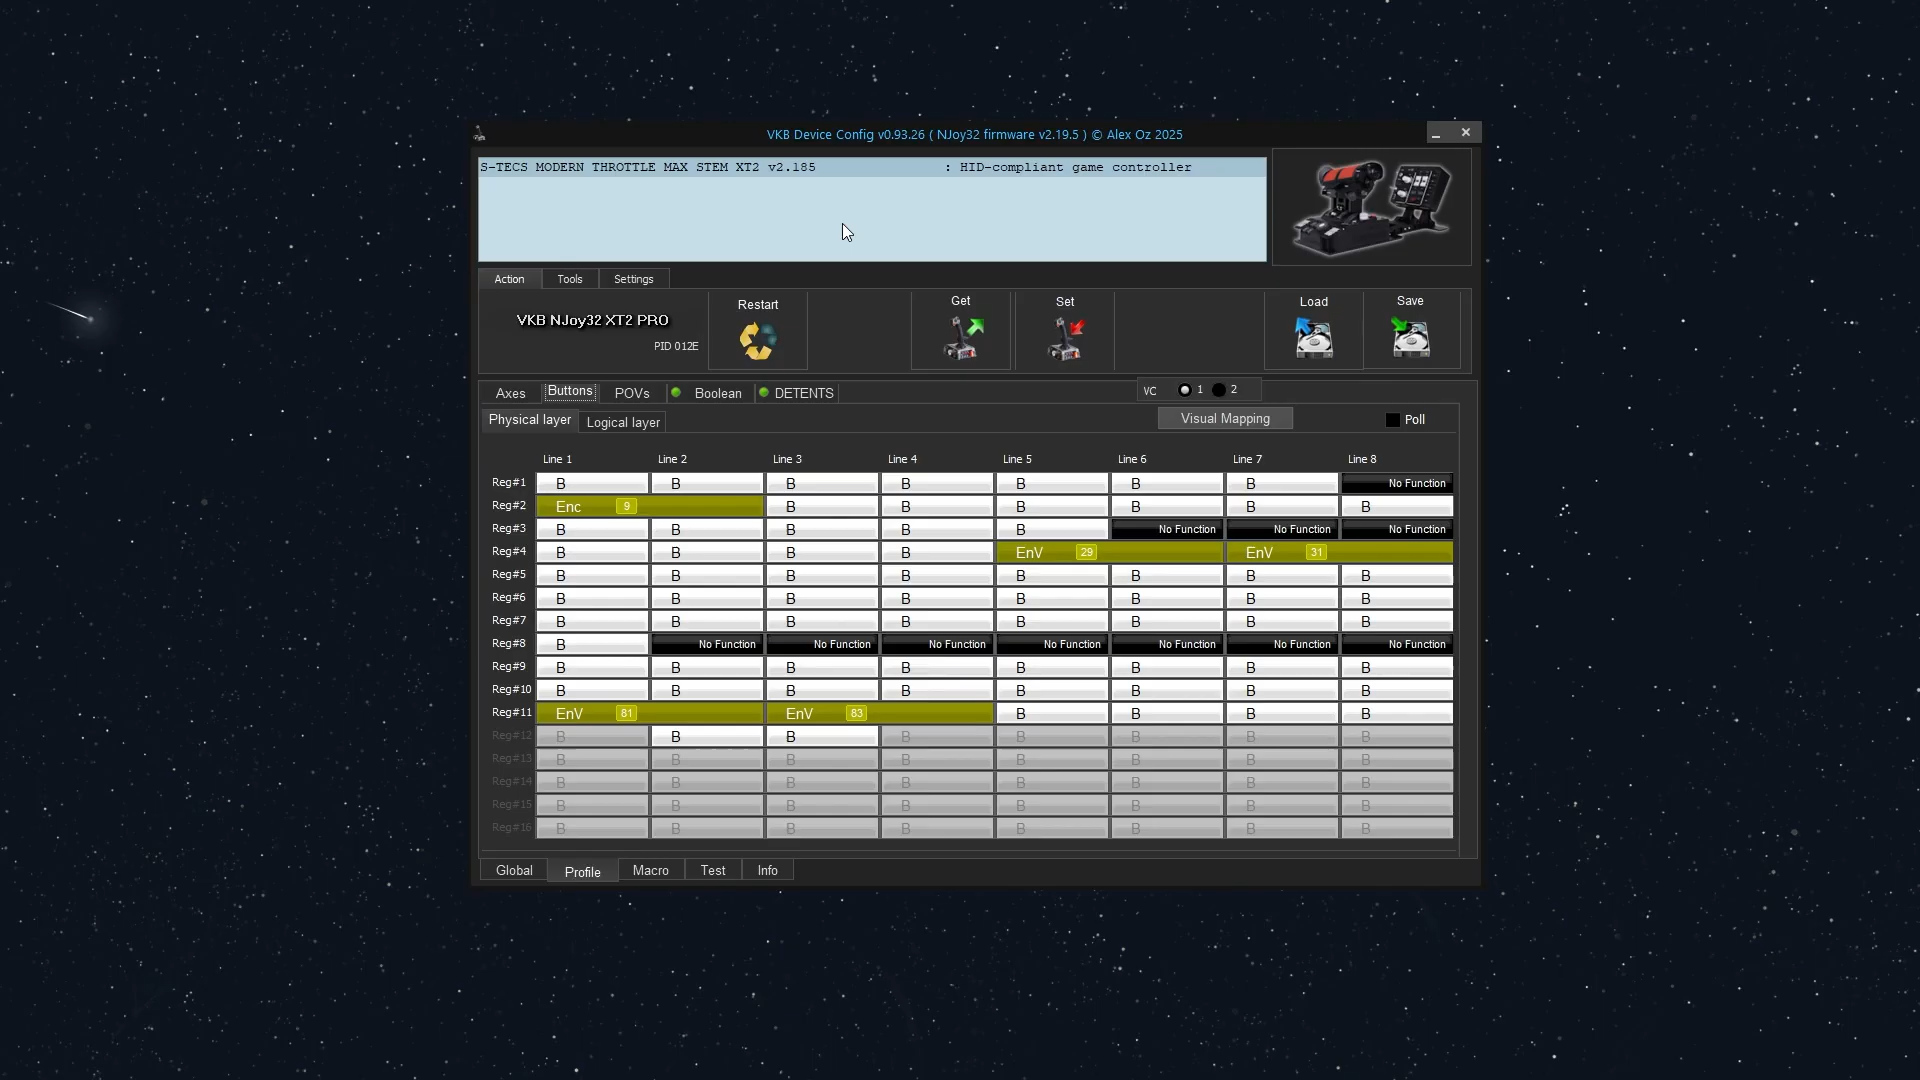 VKB Device Config v0.93.26 ( NJoy32 firmware v2.19.5 ) © Alex Oz 2025
S-TECS MODERN THROTTLE MAX STEM XT2 v2.185 : HID-compliant game controller
Action Tools Settings
VKB NJoy32 XT2 PRO
PID 012E
Restart
Get
Set
Load
Save
Axes Buttons POVs Boolean DETENTS VC 1 2
Physical layer Logical layer Visual Mapping Poll
Line 1 Line 2 Line 3 Line 4 Line 5 Line 6 Line 7 Line 8
Reg#1 B B B B B B B No Function
Reg#2 Enc 9 B B B B B B
Reg#3 B B B B B No Function No Function No Function
Reg#4 B B B B EnV 29 EnV 31
Reg#5 B B B B B B B B
Reg#6 B B B B B B B B
Reg#7 B B B B B B B B
Reg#8 B No Function No Function No Function No Function No Function No Function No Function
Reg#9 B B B B B B B B
Reg#10 B B B B B B B B
Reg#11 EnV 81 EnV 83 B B B B
Reg#12 B B B B B B B B
Reg#13 B B B B B B B B
Reg#14 B B B B B B B B
Reg#15 B B B B B B B B
Reg#16 B B B B B B B B
Global Profile Macro Test Info